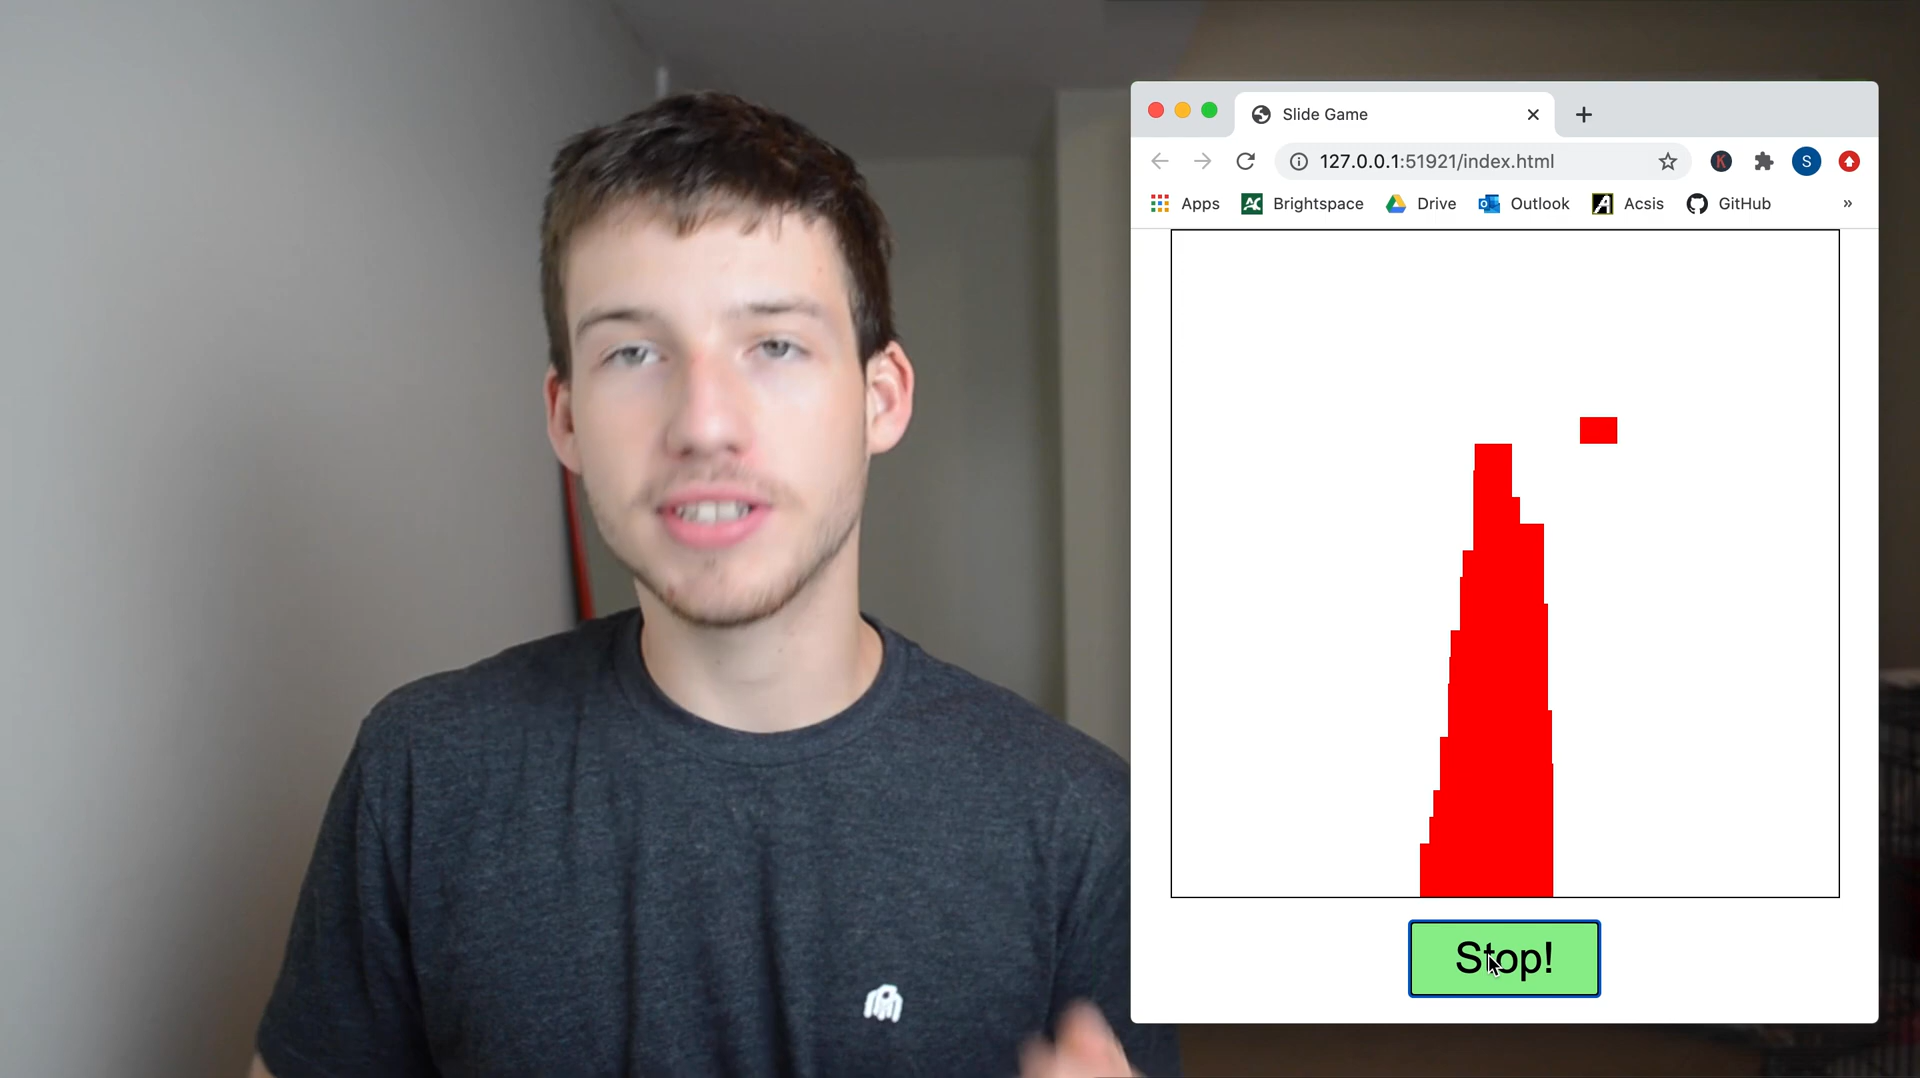 Slide Game
127.0.0.1:51921/index.html
K
S
Apps Brightspace Drive Outlook Acsis GitHub »
Stop!